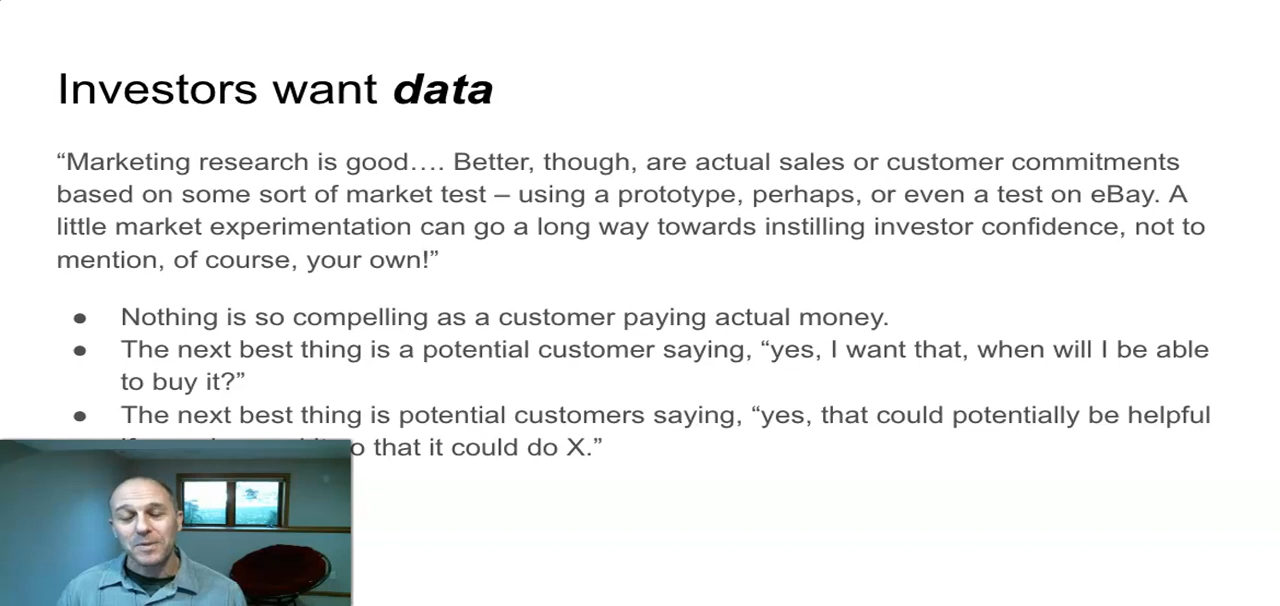 Investors want data
“Marketing research is good…. Better, though, are actual sales or customer commitments
based on some sort of market test – using a prototype, perhaps, or even a test on eBay. A
little market experimentation can go a long way towards instilling investor confidence, not to
mention, of course, your own!”
● Nothing is so compelling as a customer paying actual money.
● The next best thing is a potential customer saying, “yes, I want that, when will I be able
to buy it?”
● The next best thing is potential customers saying, “yes, that could potentially be helpful
that it could do X.”